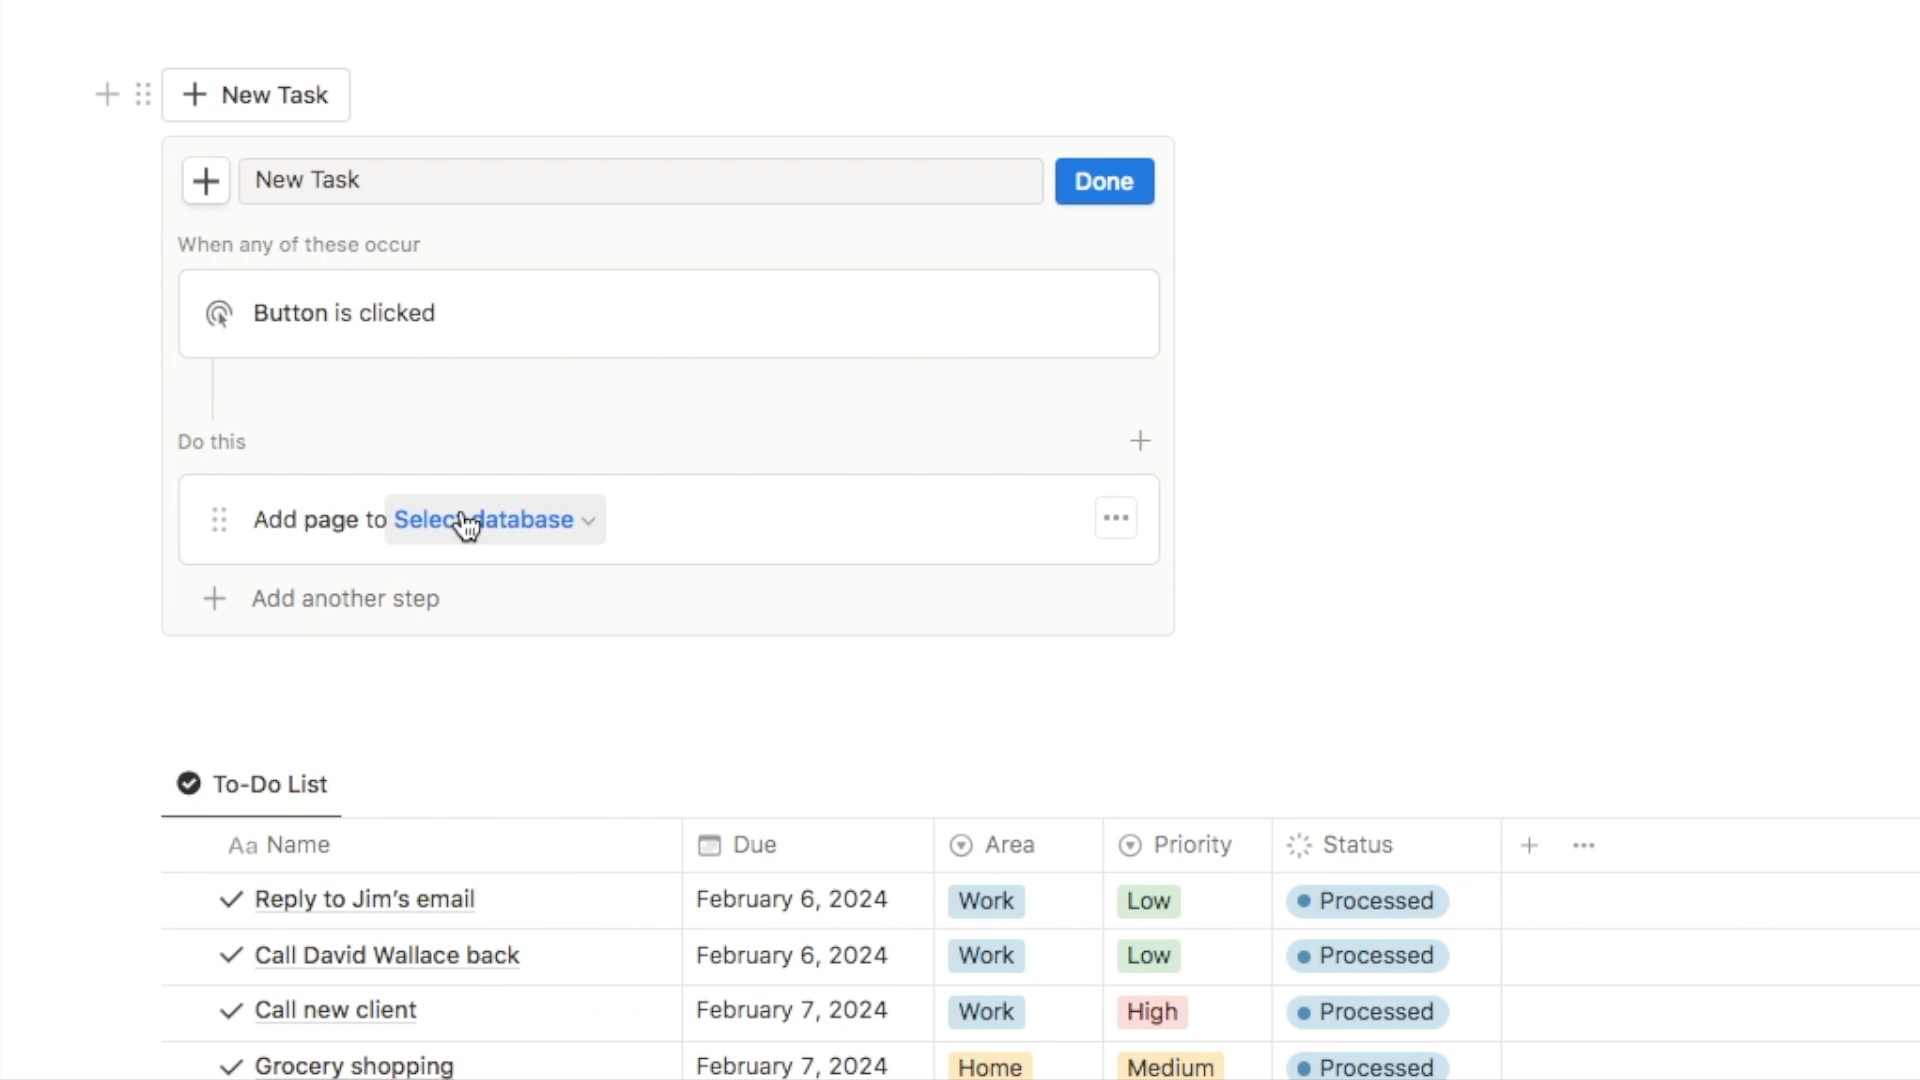 New Task
New Task Done
When any of these occur
Button is clicked
Do this
Add page to Select database
Add another step
To-Do List
Aa Name Due Area Priority Status
Reply to Jim’s email February 6, 2024 Work Low Processed
Call David Wallace back February 6, 2024 Work Low Processed
Call new client February 7, 2024 Work High Processed
Grocery shopping February 7, 2024 Home Medium Processed